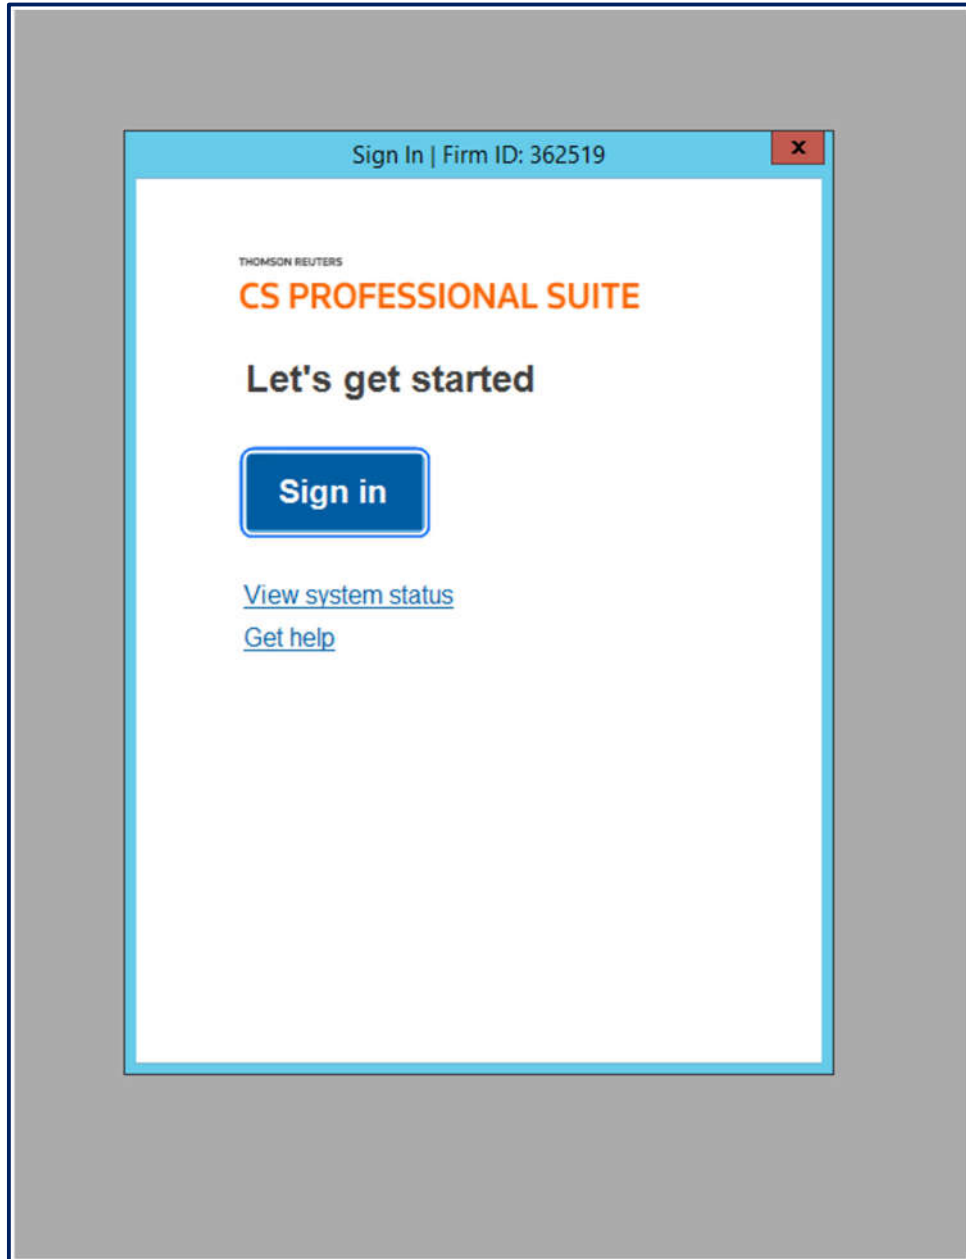 Sign In | Firm ID: 362519
x
THOMSON REUTERS
CS PROFESSIONAL SUITE
Let's get started
Sign in
View system status
Get help